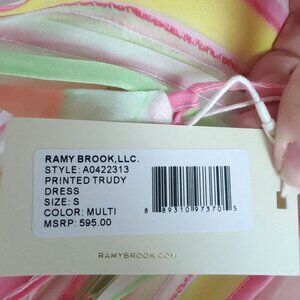 RAMY BROOK,LLC.
STYLE: A0422313
PRINTED TRUDY
DRESS
SIZE: S
COLOR: MULTI
MSRP: 595.00
8 89310 97370 5
RAMYBROOK.COM